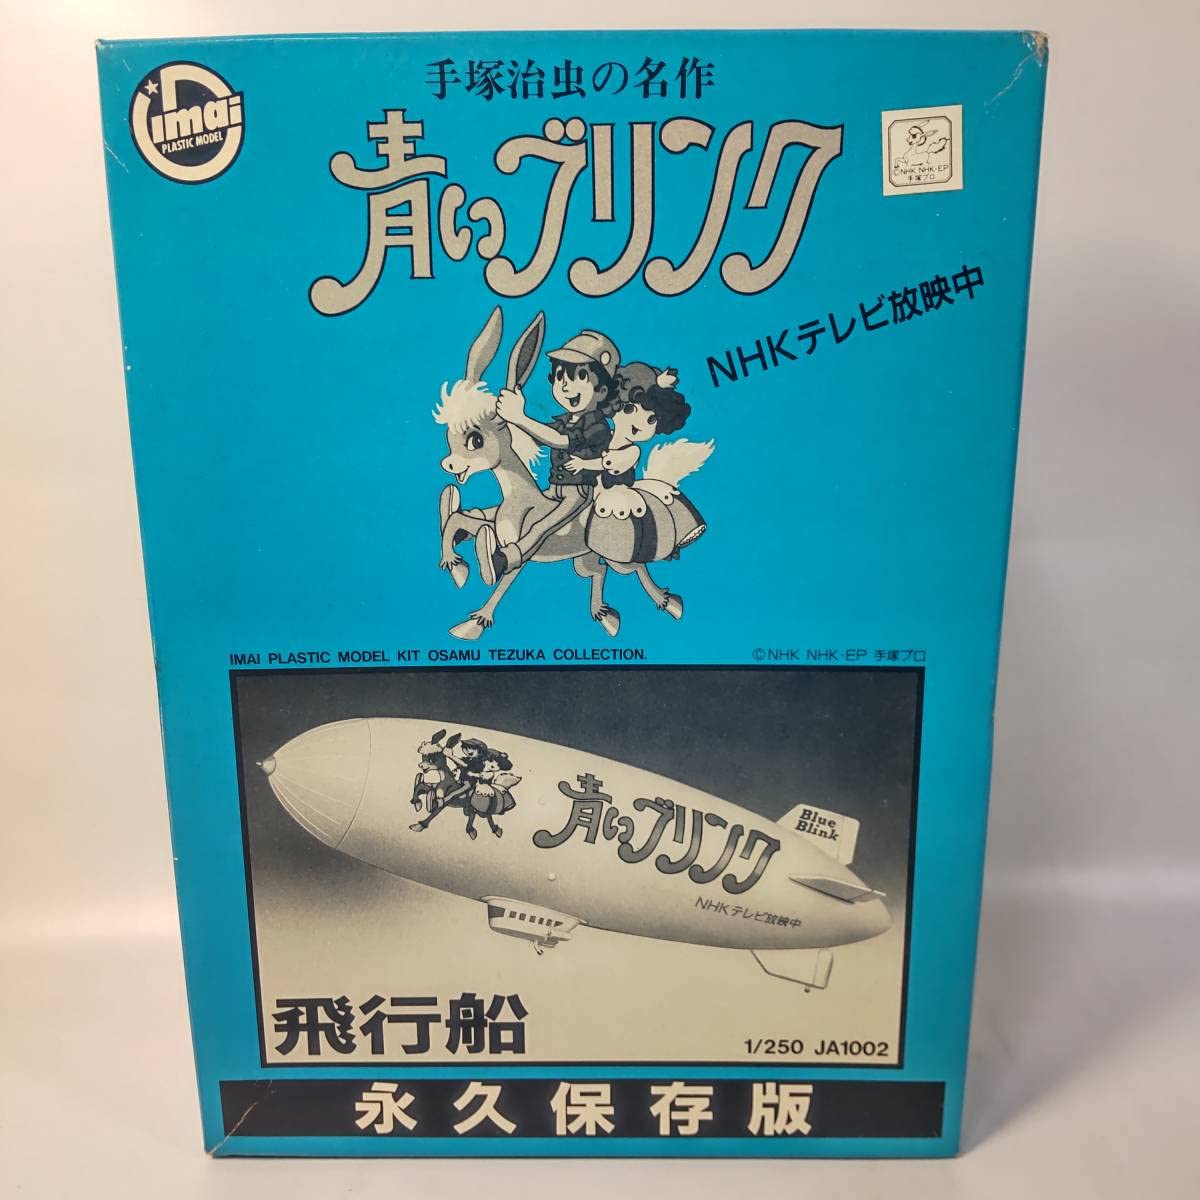 imai
PLASTIC MODEL
手塚治虫の名作
青いブリンク
©NHK NHK・EP
手塚プロ
NHKテレビ放映中
IMAI PLASTIC MODEL KIT OSAMU TEZUKA COLLECTION.
©NHK NHK・EP 手塚プロ
Blue
Blink
青いブリンク
NHKテレビ放映中
飛行船
1/250 JA1002
永久保存版